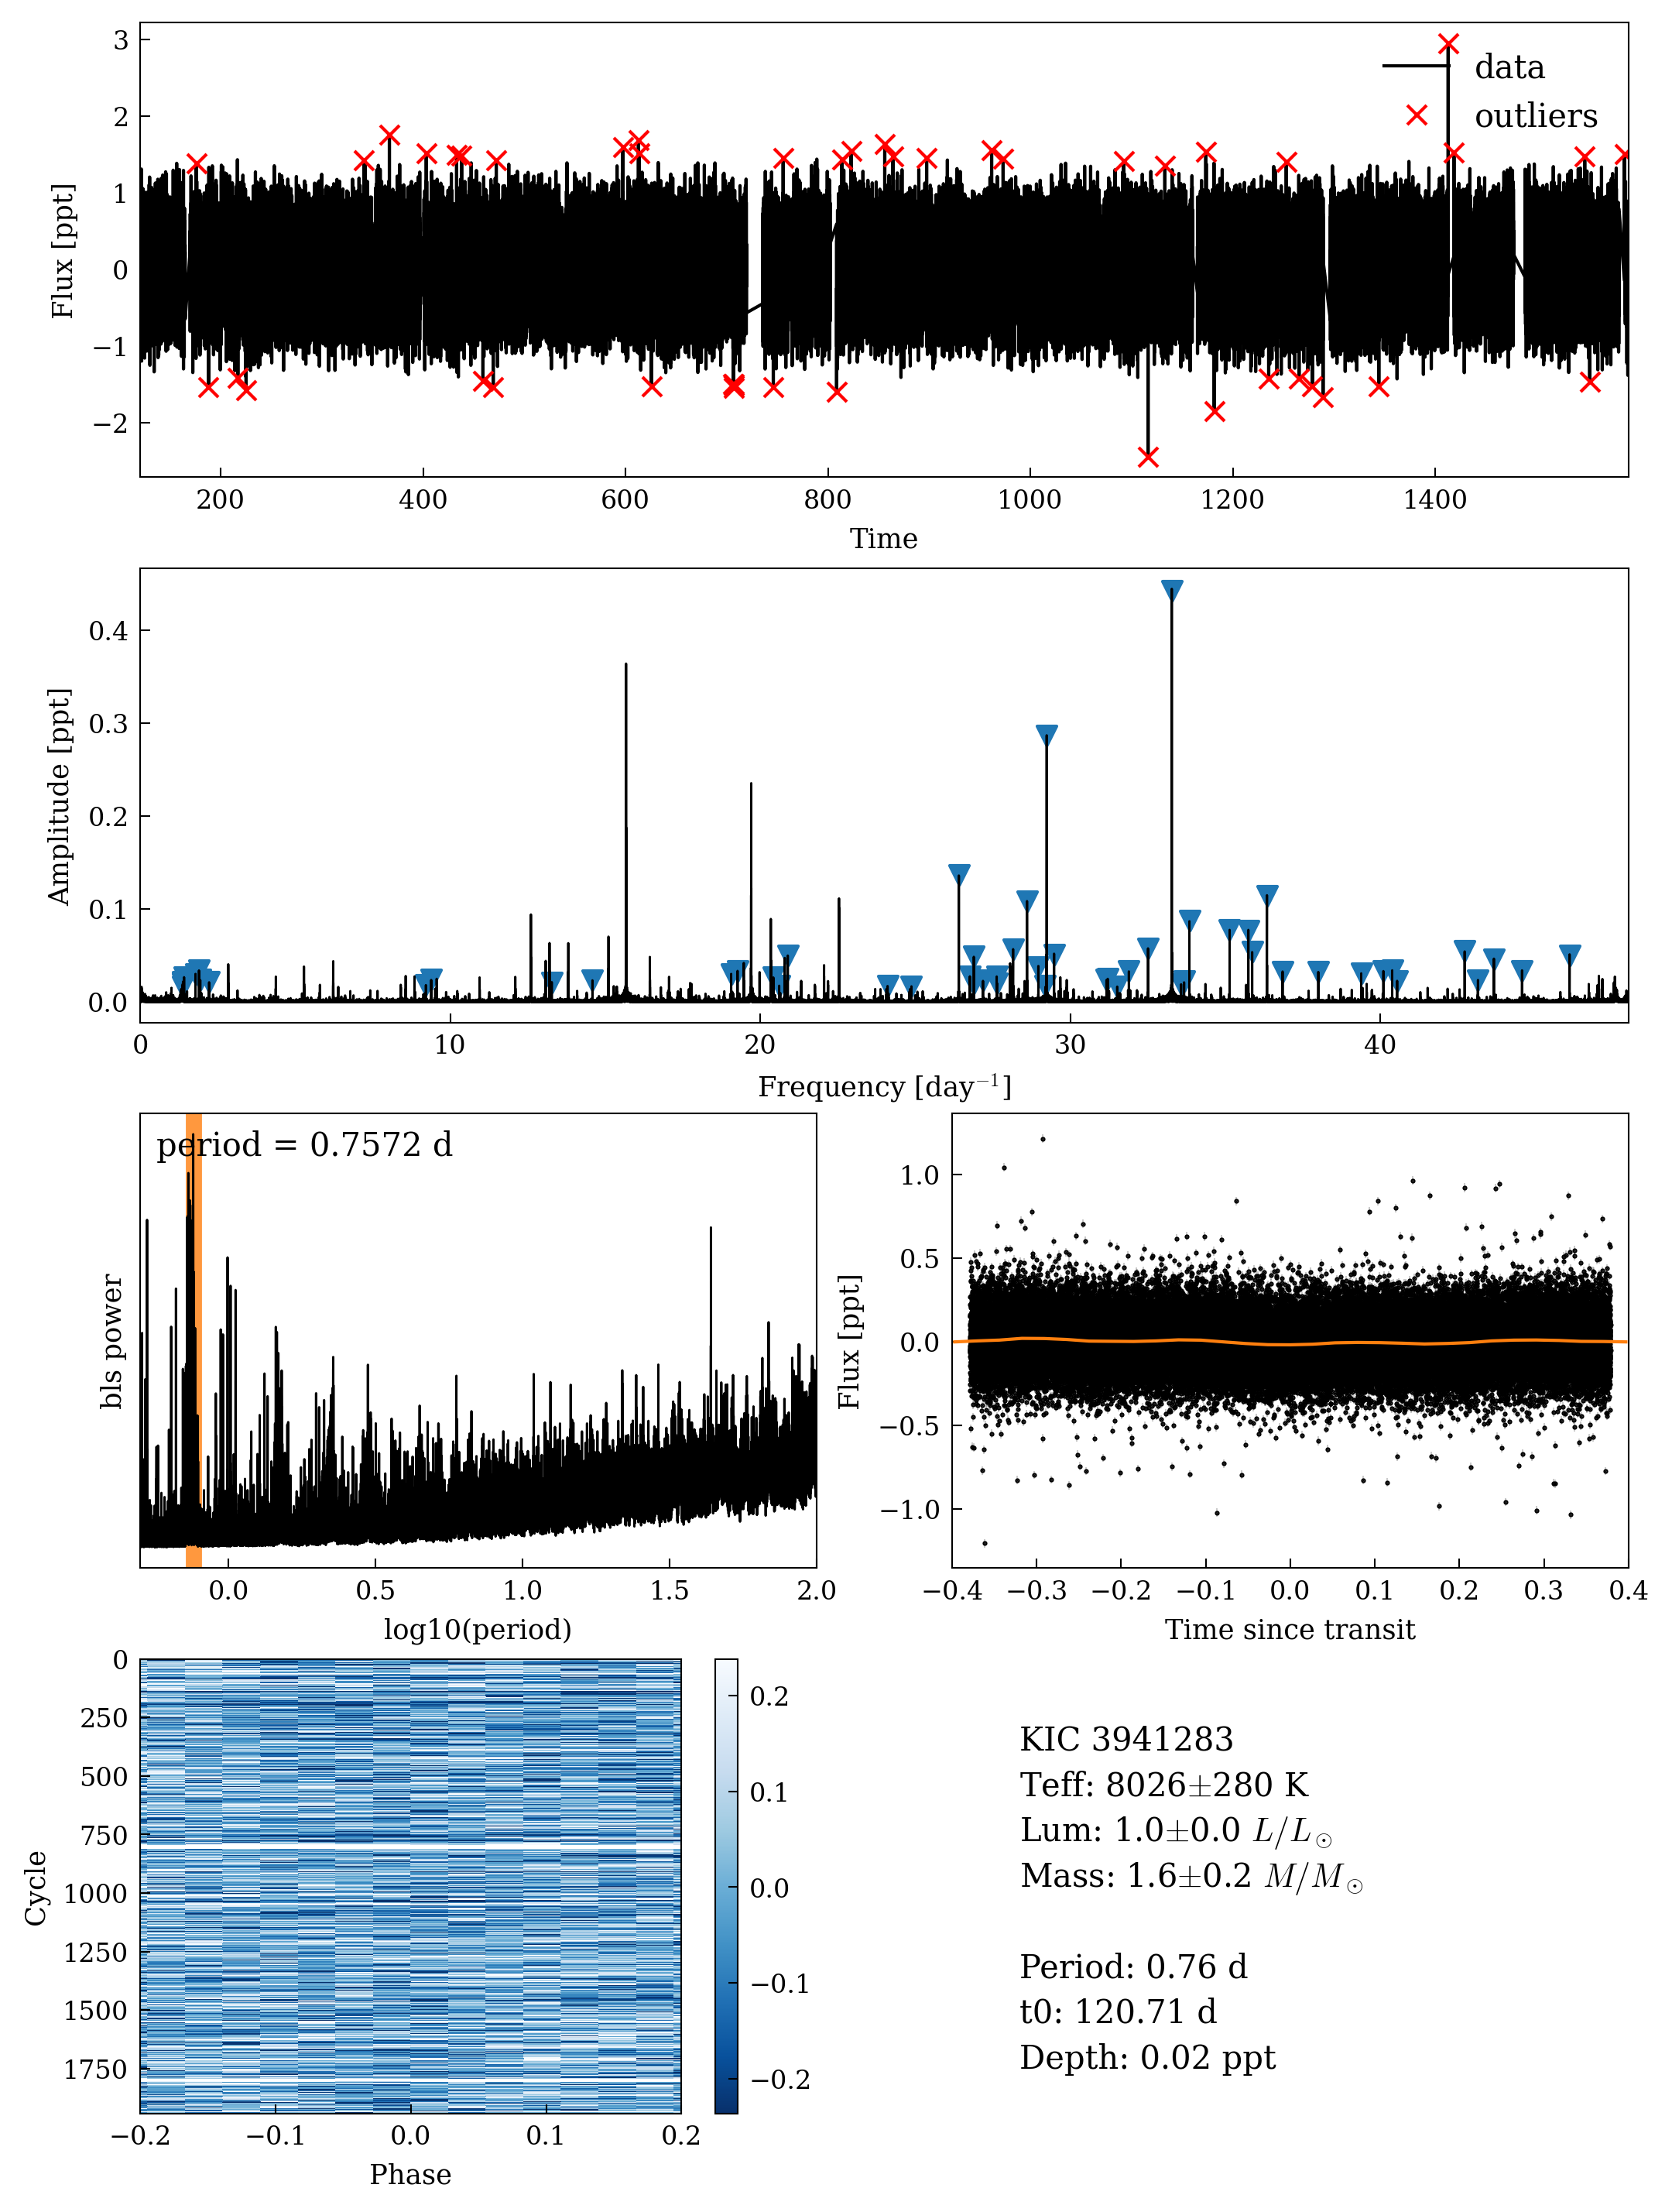 3
2
1
0
−1
−2
Flux [ppt]
data
outliers
200 400 600 800 1000 1200 1400
Time
0.4
0.3
0.2
0.1
0.0
Amplitude [ppt]
0 10 20 30 40
Frequency [day⁻¹]
period = 0.7572 d
bls power
0.0 0.5 1.0 1.5 2.0
log10(period)
1.0
0.5
0.0
−0.5
−1.0
Flux [ppt]
−0.4 −0.3 −0.2 −0.1 0.0 0.1 0.2 0.3 0.4
Time since transit
0
250
500
750
1000
1250
1500
1750
Cycle
−0.2 −0.1 0.0 0.1 0.2
Phase
0.2
0.1
0.0
−0.1
−0.2
KIC 3941283
Teff: 8026±280 K
Lum: 1.0±0.0 L/L☉
Mass: 1.6±0.2 M/M☉
Period: 0.76 d
t0: 120.71 d
Depth: 0.02 ppt